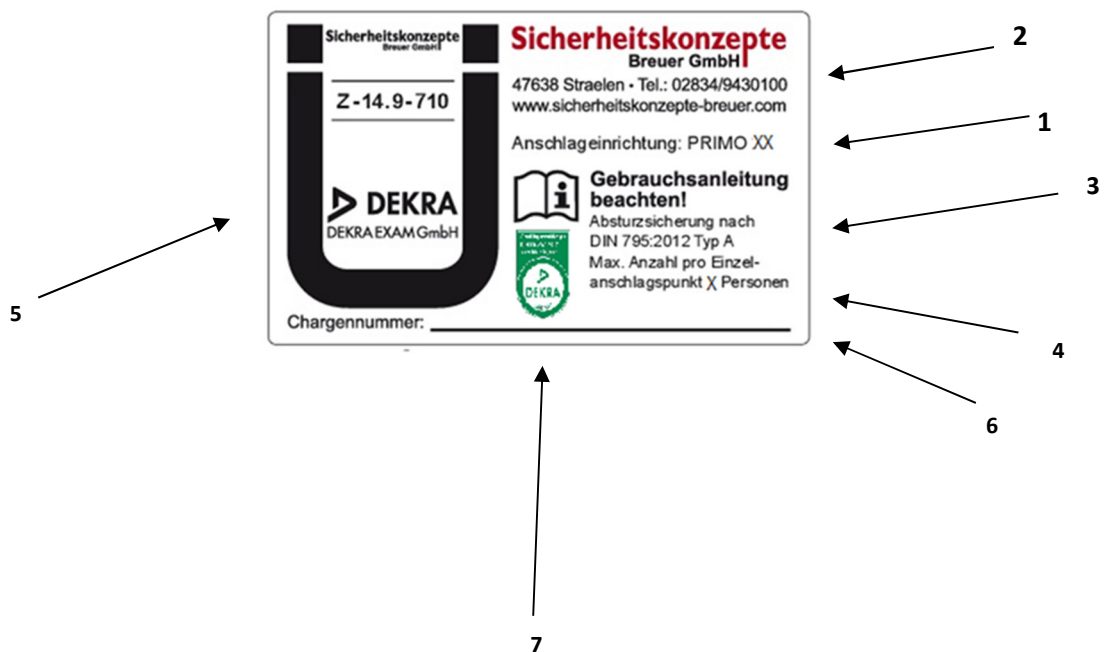 Sicherheitskonzepte
Breuer GmbH
Z-14.9-710
DEKRA
DEKRA EXAM GmbH
Sicherheitskonzepte
Breuer GmbH
47638 Straelen • Tel.: 02834/9430100
www.sicherheitskonzepte-breuer.com
Anschlageinrichtung: PRIMO XX
Gebrauchsanleitung
beachten!
Absturzsicherung nach
DIN 795:2012 Typ A
Max. Anzahl pro Einzel-
anschlagspunkt X Personen
DEKRA
Chargennummer:
2
1
3
5
4
6
7